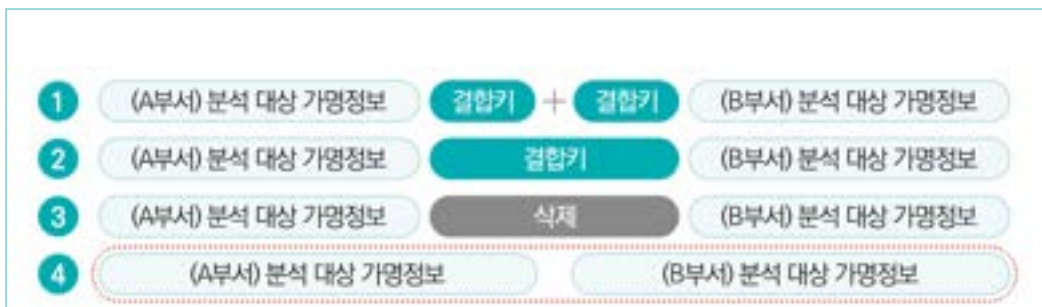 1 (A부서) 분석 대상 가명정보 결합키 + 결합키 (B부서) 분석 대상 가명정보
2 (A부서) 분석 대상 가명정보 결합키 (B부서) 분석 대상 가명정보
3 (A부서) 분석 대상 가명정보 삭제 (B부서) 분석 대상 가명정보
4 (A부서) 분석 대상 가명정보 (B부서) 분석 대상 가명정보